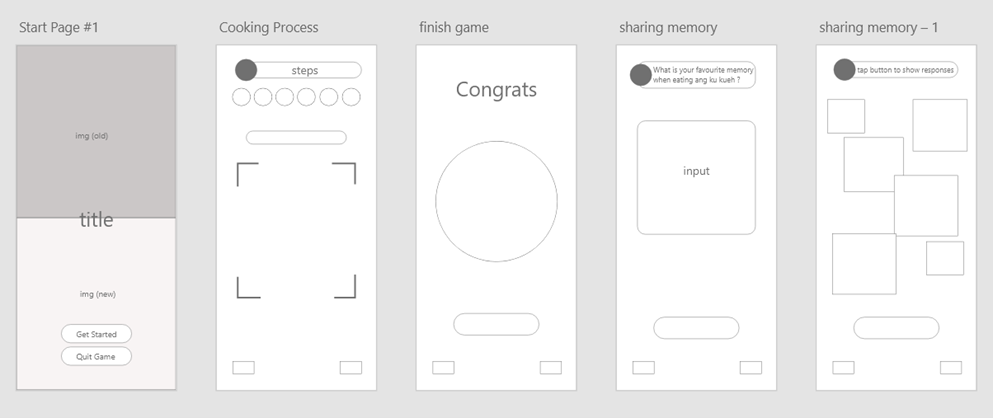 Start Page #1
img (old)
title
img (new)
Get Started
Quit Game
Cooking Process
steps
finish game
Congrats
sharing memory
What is your favourite memory
when eating ang ku kueh ?
input
sharing memory – 1
tap button to show responses